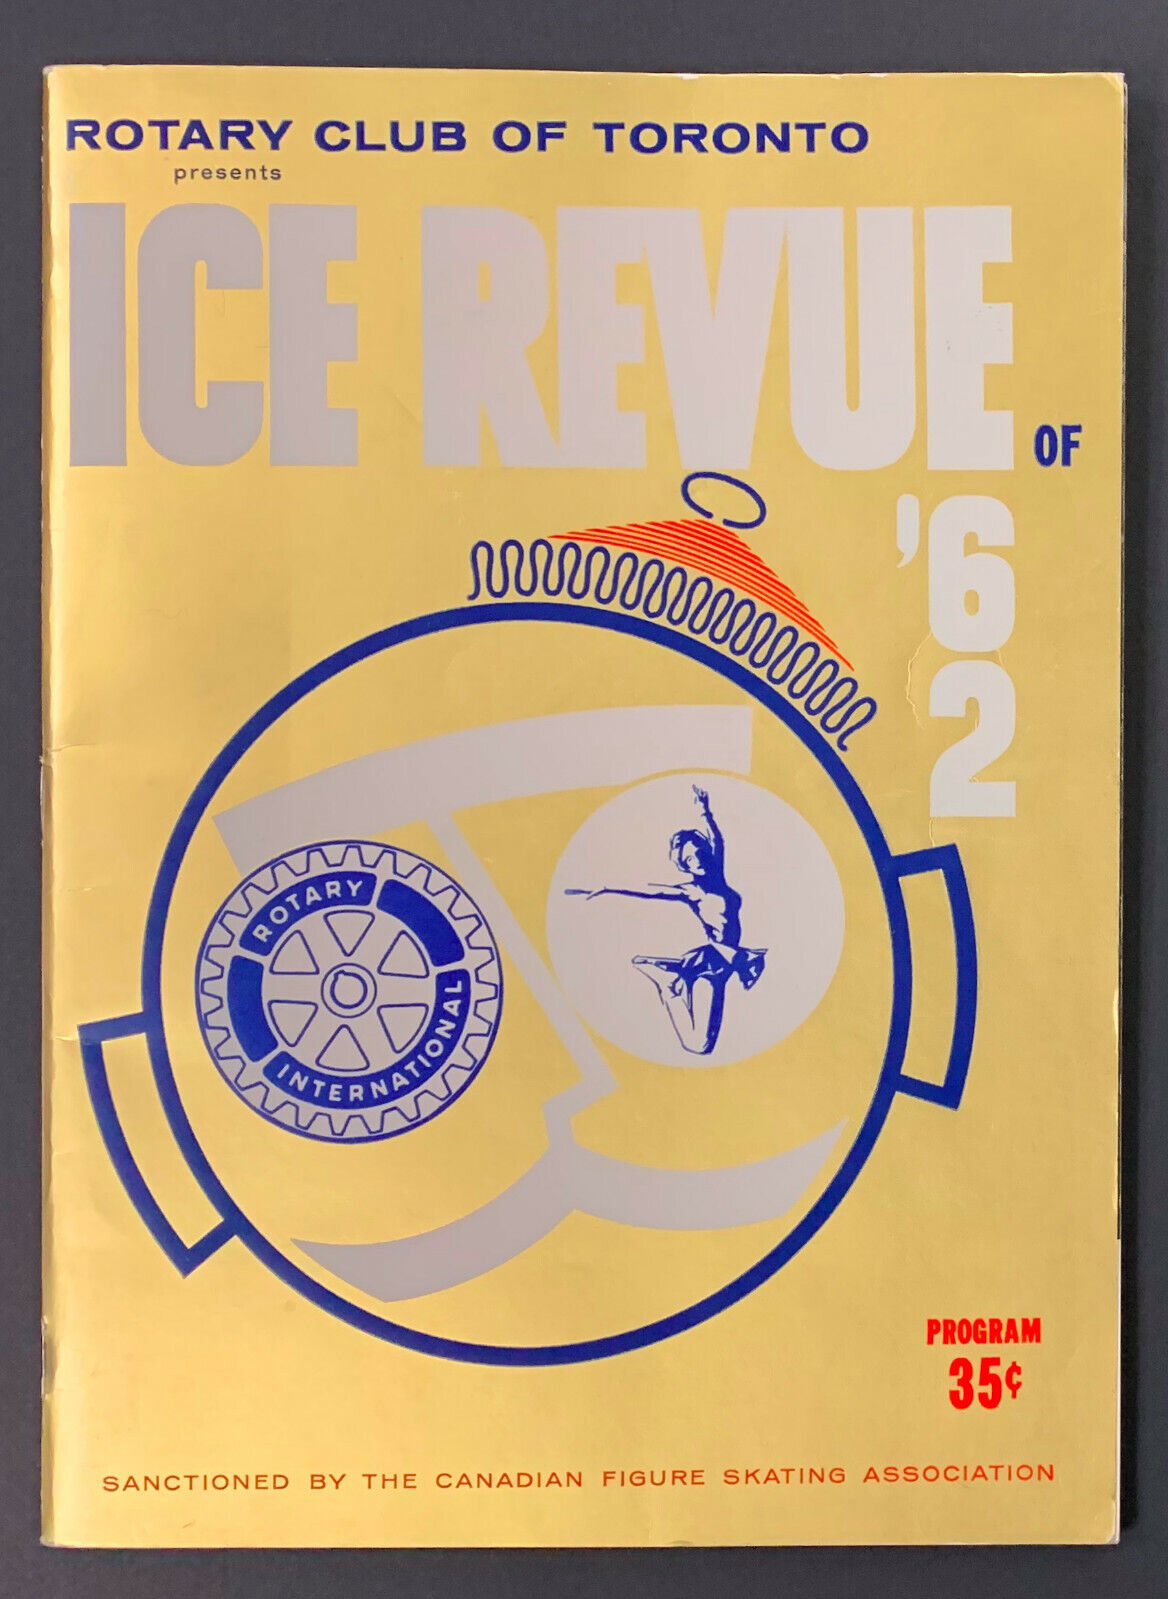 ROTARY CLUB OF TORONTO
presents
ICE REVUE
OF
'62
ROTARY
INTERNATIONAL
PROGRAM
35¢
SANCTIONED BY THE CANADIAN FIGURE SKATING ASSOCIATION